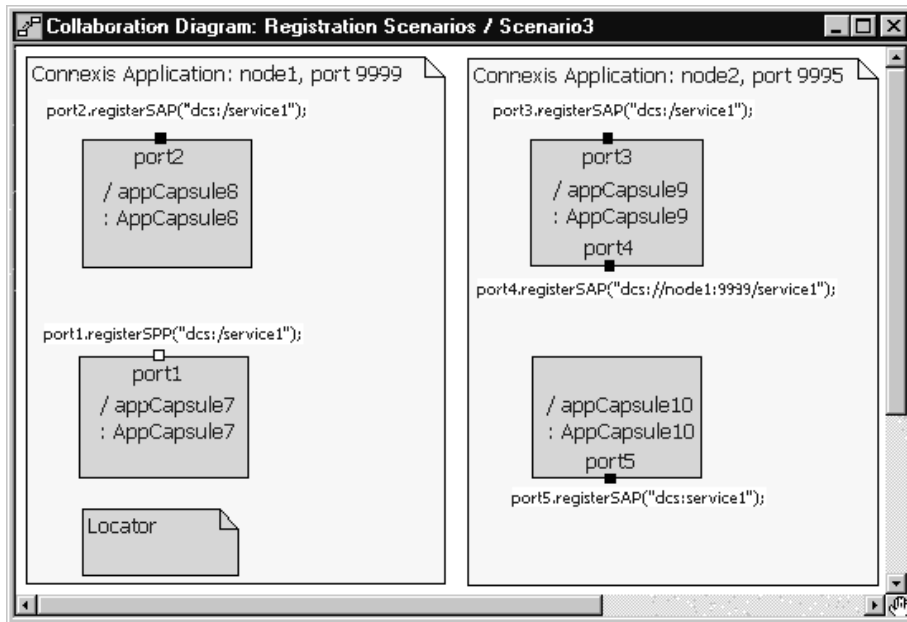 Collaboration Diagram: Registration Scenarios / Scenario3
Connexis Application: node1, port 9999
port2.registerSAP("dcs:/service1");
port2
/ appCapsule8
: AppCapsule8
port1.registerSPP("dcs:/service1");
port1
/ appCapsule7
: AppCapsule7
Locator
Connexis Application: node2, port 9995
port3.registerSAP("dcs:/service1");
port3
/ appCapsule9
: AppCapsule9
port4
port4.registerSAP("dcs://node1:9999/service1");
/ appCapsule10
: AppCapsule10
port5
port5.registerSAP("dcs:service1");